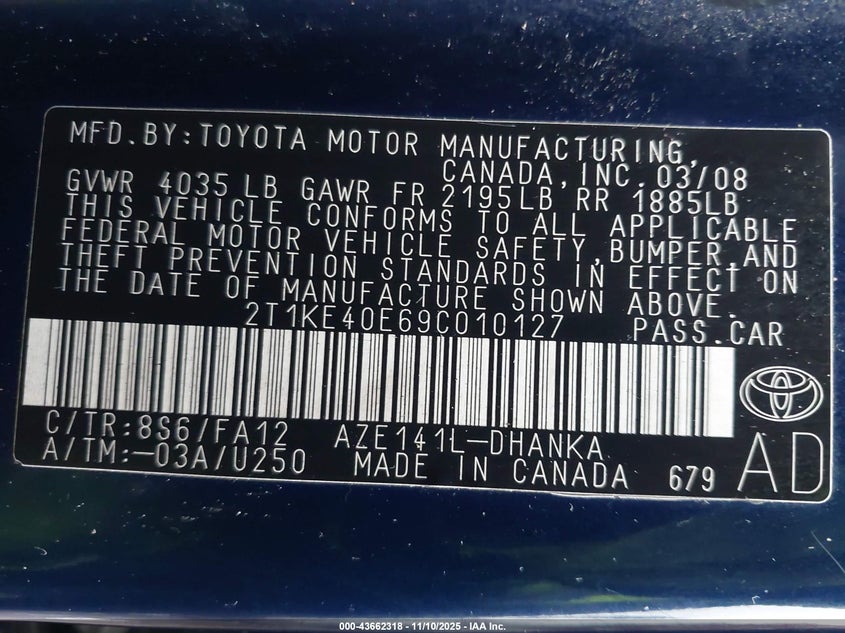 MFD.BY:TOYOTA MOTOR MANUFACTURING,
CANADA,INC. 03/08
GVWR 4035 LB GAWR FR 2195LB RR 1885LB
THIS VEHICLE CONFORMS TO ALL APPLICABLE
FEDERAL MOTOR VEHICLE SAFETY,BUMPER,AND
THEFT PREVENTION STANDARDS IN EFFECT ON
THE DATE OF MANUFACTURE SHOWN ABOVE.
2T1KE40E69C010127 PASS.CAR
C/TR:8S6/FA12 AZE141L-DHANKA
A/TM:-03A/U250 MADE IN CANADA 679 AD
000-43662318 - 11/10/2025 - IAA Inc.